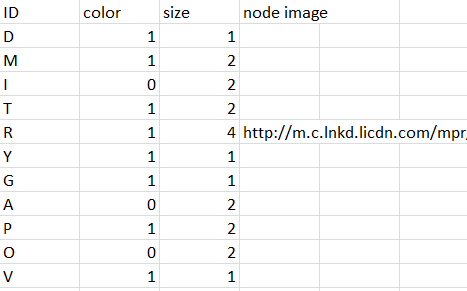 ID color size node image
D 1 1
M 1 2
I 0 2
T 1 2
R 1 4 http://m.c.lnkd.licdn.com/mpr,
Y 1 1
G 1 1
A 0 2
P 1 2
O 0 2
V 1 1